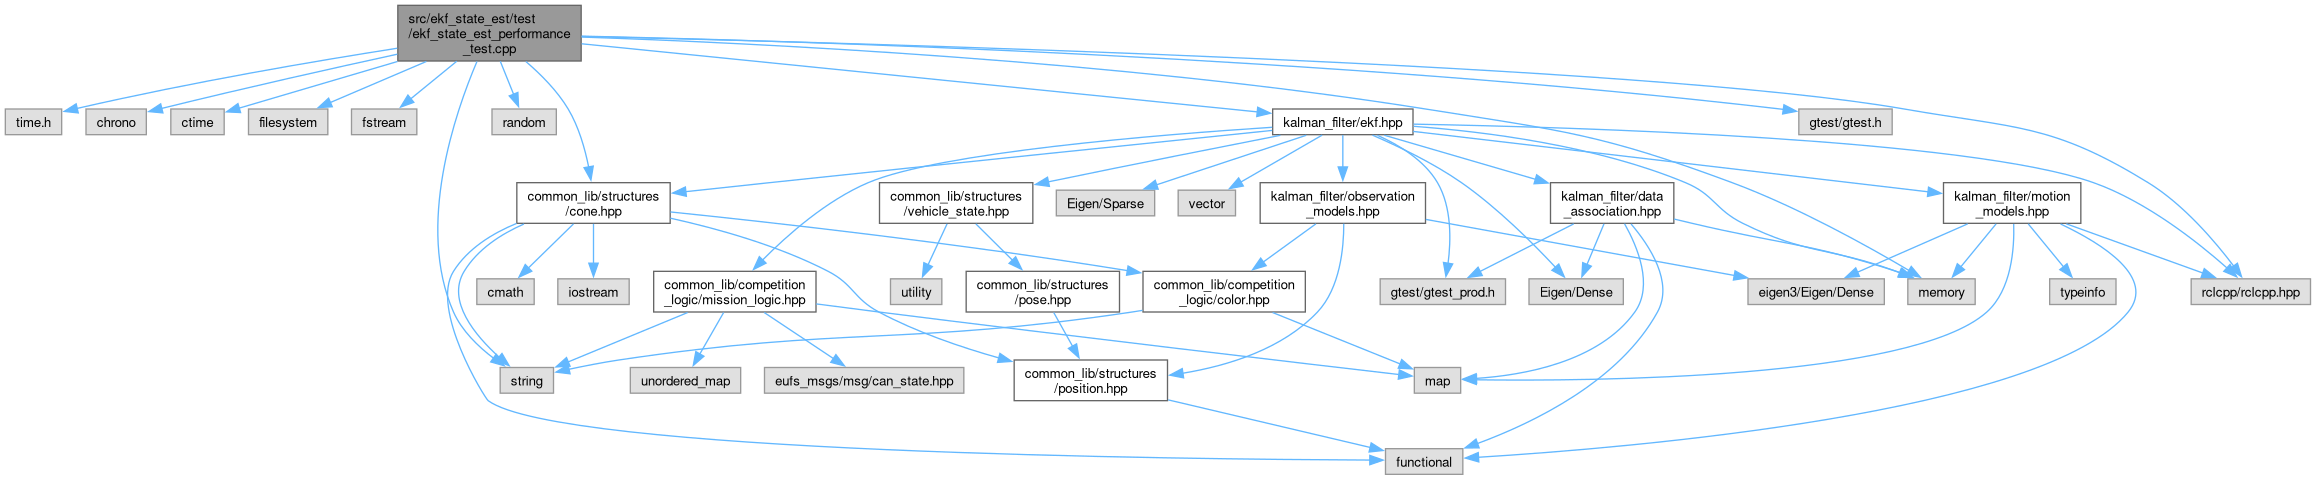 src/ekf_state_est/test
/ekf_state_est_performance
_test.cpp
time.h
chrono
ctime
filesystem
fstream
random
kalman_filter/ekf.hpp
gtest/gtest.h
common_lib/structures
/cone.hpp
common_lib/structures
/vehicle_state.hpp
Eigen/Sparse
vector
kalman_filter/observation
_models.hpp
kalman_filter/data
_association.hpp
kalman_filter/motion
_models.hpp
cmath
iostream
common_lib/competition
_logic/mission_logic.hpp
utility
common_lib/structures
/pose.hpp
common_lib/competition
_logic/color.hpp
gtest/gtest_prod.h
Eigen/Dense
eigen3/Eigen/Dense
memory
typeinfo
rclcpp/rclcpp.hpp
string
unordered_map
eufs_msgs/msg/can_state.hpp
common_lib/structures
/position.hpp
map
functional